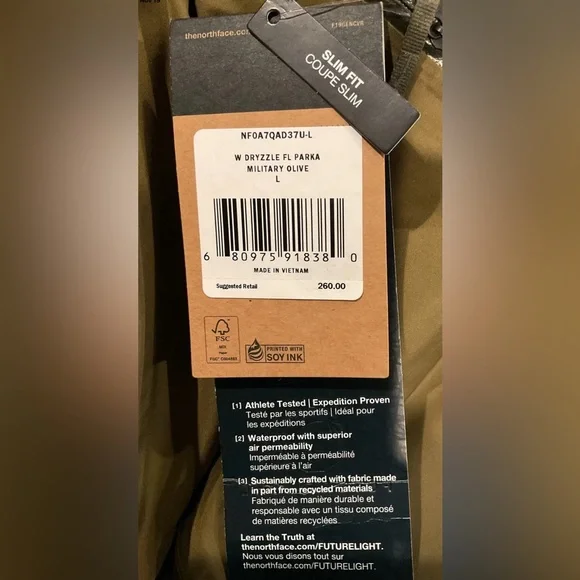 thenorthface.com
SLIM FIT
COUPE SLIM
NF0A7QAD37U-L
W DRYZZLE FL PARKA
MILITARY OLIVE
L
6 80975 91838 0
MADE IN VIETNAM
Suggested Retail 260.00
FSC
MIX
PRINTED WITH
SOY INK
[1] Athlete Tested | Expedition Proven
Testé par les sportifs | Idéal pour
les expéditions
[2] Waterproof with superior
air permeability
Imperméable à perméabilité
supérieure à l'air
[3] Sustainably crafted with fabric made
in part from recycled materials
Fabriqué de manière durable et
responsable avec un tissu composé
de matières recyclées
Learn the Truth at
thenorthface.com/FUTURELIGHT.
Nous vous disons tout sur
thenorthface.com/FUTURELIGHT.